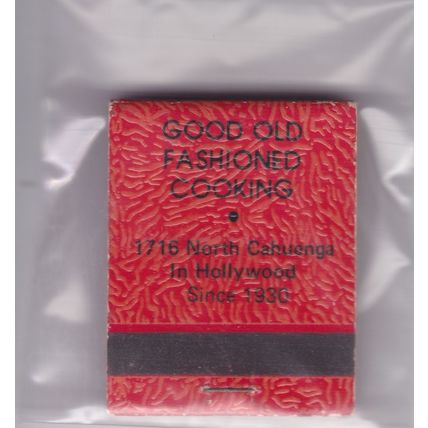 GOOD OLD
FASHIONED
COOKING
1716 North Cahuenga
In Hollywood
Since 1930